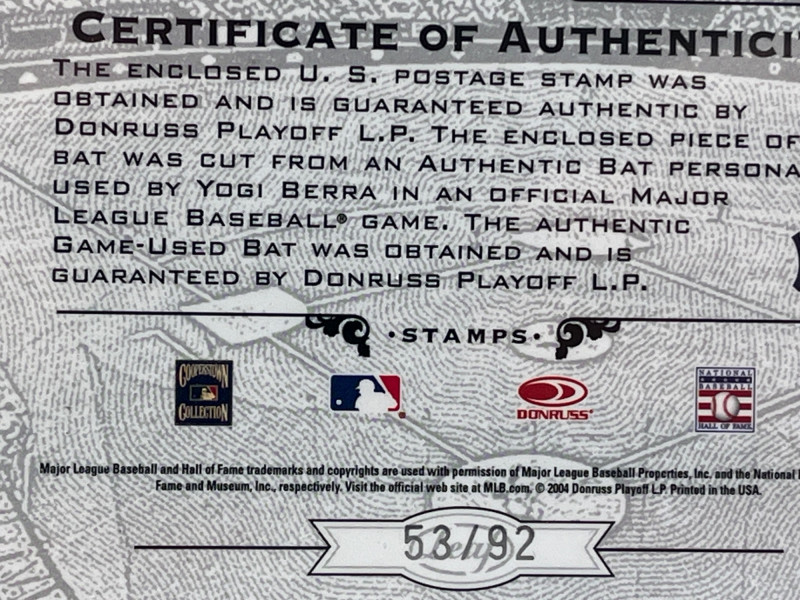 CERTIFICATE OF AUTHENTICI
THE ENCLOSED U. S. POSTAGE STAMP WAS
OBTAINED AND IS GUARANTEED AUTHENTIC BY
DONRUSS PLAYOFF L.P. THE ENCLOSED PIECE OF
BAT WAS CUT FROM AN AUTHENTIC BAT PERSONA
USED BY YOGI BERRA IN AN OFFICIAL MAJOR
LEAGUE BASEBALL® GAME. THE AUTHENTIC
GAME-USED BAT WAS OBTAINED AND IS
GUARANTEED BY DONRUSS PLAYOFF L.P.
·STAMPS·
COOPERSTOWN
COLLECTION
DONRUSS
NATIONAL
BASEBALL
HALL OF FAME
Major League Baseball and Hall of Fame trademarks and copyrights are used with permission of Major League Baseball Properties, Inc. and the National
Fame and Museum, Inc., respectively. Visit the official web site at MLB.com. © 2004 Donruss Playoff L.P. Printed in the USA.
53/92